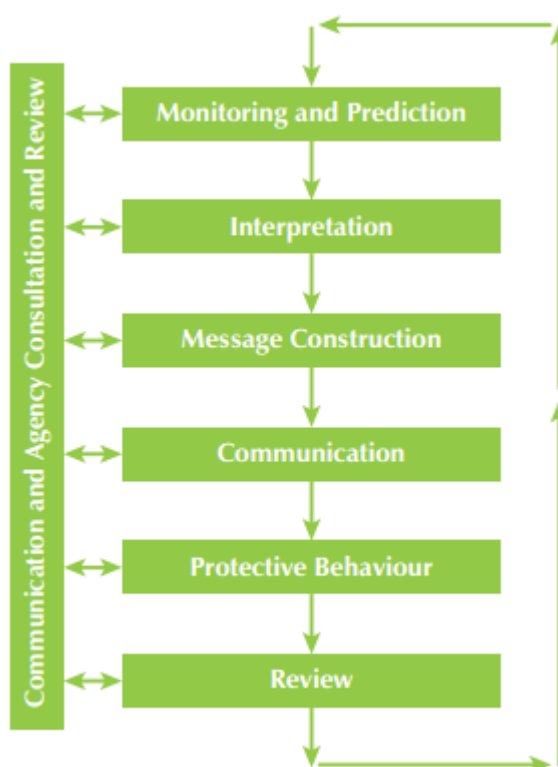 Communication and Agency Consultation and Review
Monitoring and Prediction
Interpretation
Message Construction
Communication
Protective Behaviour
Review